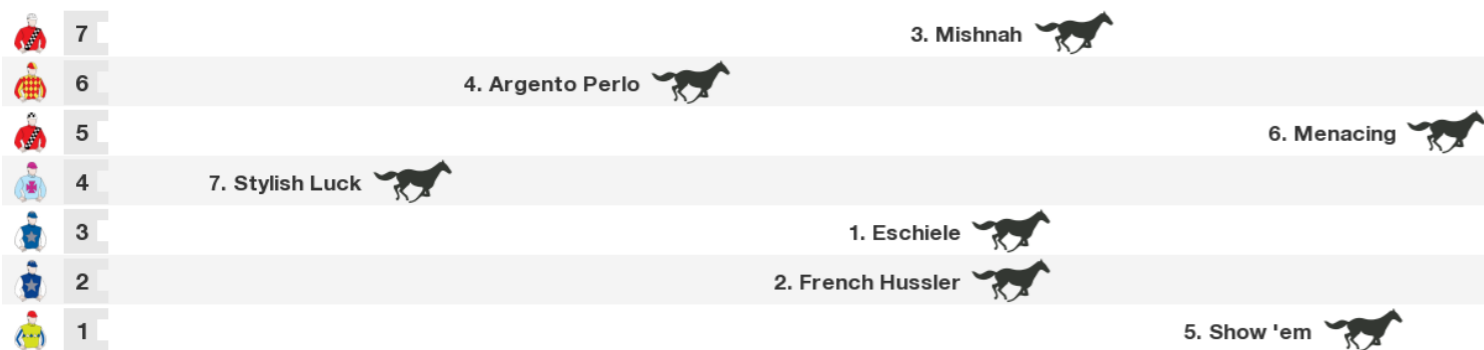 7 3. Mishnah
6 4. Argento Perlo
5 6. Menacing
4 7. Stylish Luck
3 1. Eschiele
2 2. French Hussler
1 5. Show 'em